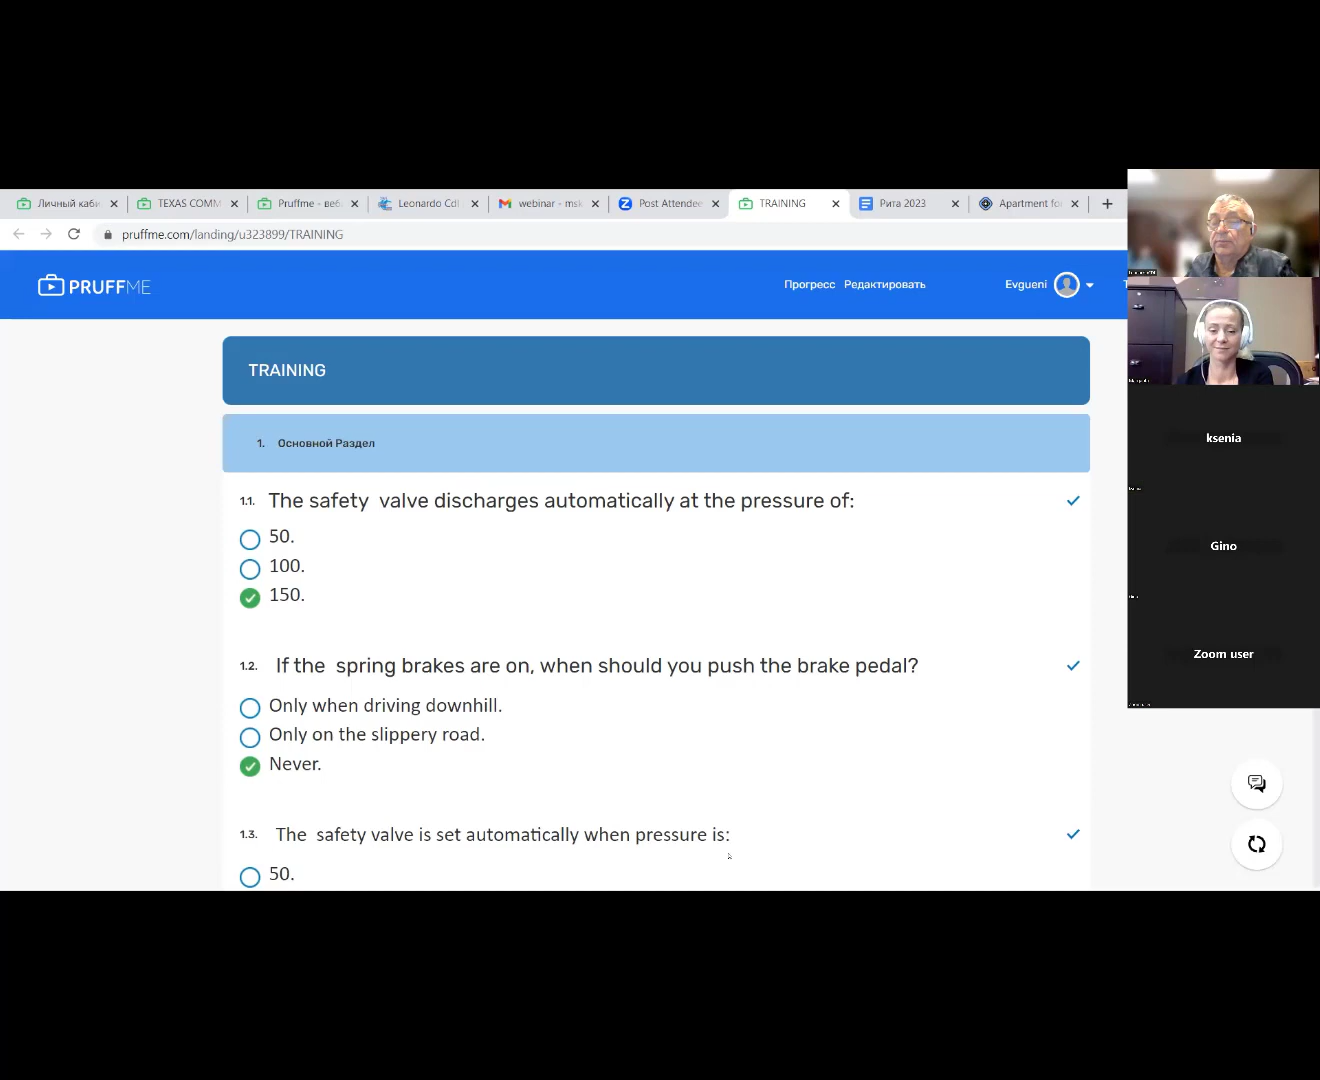 Личный каби
TEXAS COMM
Pruffme - веб
Leonardo Cdl
webinar - msk
Post Attendee
TRAINING
Рита 2023
Apartment fo
pruffme.com/landing/u323899/TRAINING
PRUFFME
Прогресс
Редактировать
Evgueni
TRAINING
1. Основной Раздел
1.1. The safety valve discharges automatically at the pressure of:
50.
100.
150.
1.2. If the spring brakes are on, when should you push the brake pedal?
Only when driving downhill.
Only on the slippery road.
Never.
1.3. The safety valve is set automatically when pressure is:
50.
ksenia
Gino
Zoom user